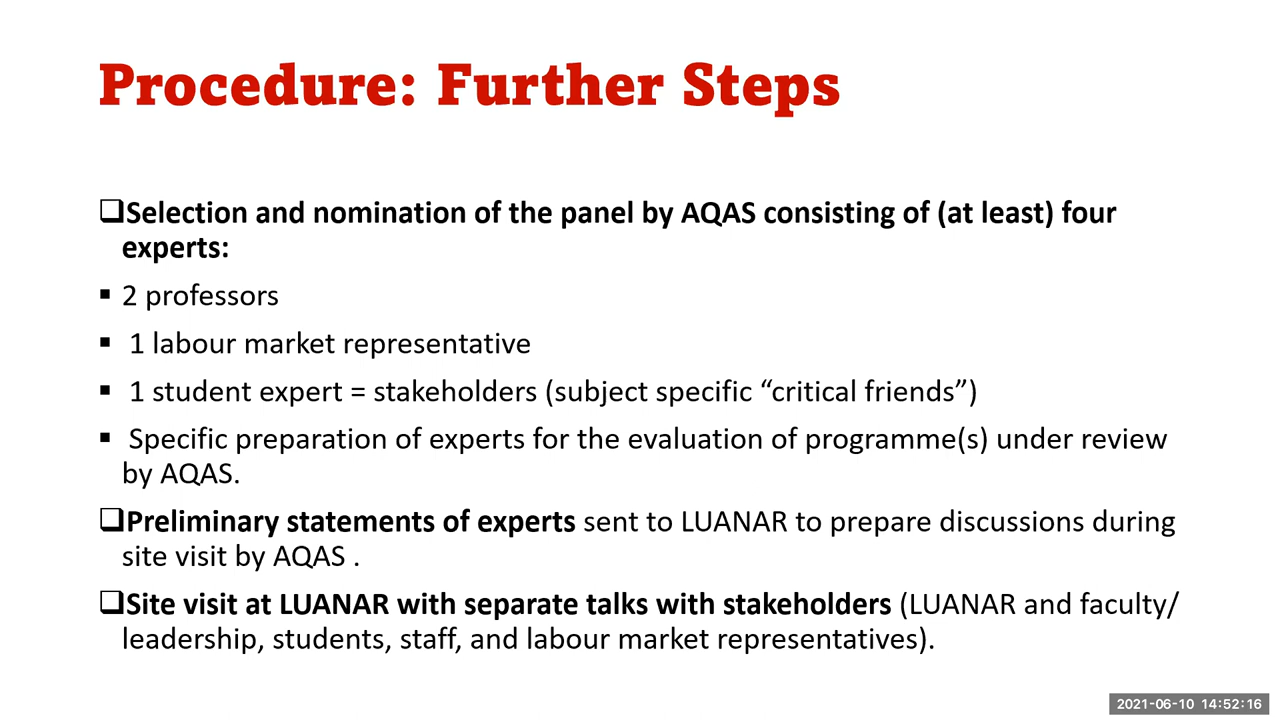 Procedure: Further Steps
❑Selection and nomination of the panel by AQAS consisting of (at least) four
experts:
▪ 2 professors
▪ 1 labour market representative
▪ 1 student expert = stakeholders (subject specific “critical friends”)
▪ Specific preparation of experts for the evaluation of programme(s) under review
by AQAS.
❑Preliminary statements of experts sent to LUANAR to prepare discussions during
site visit by AQAS .
❑Site visit at LUANAR with separate talks with stakeholders (LUANAR and faculty/
leadership, students, staff, and labour market representatives).
2021-06-10 14:52:16